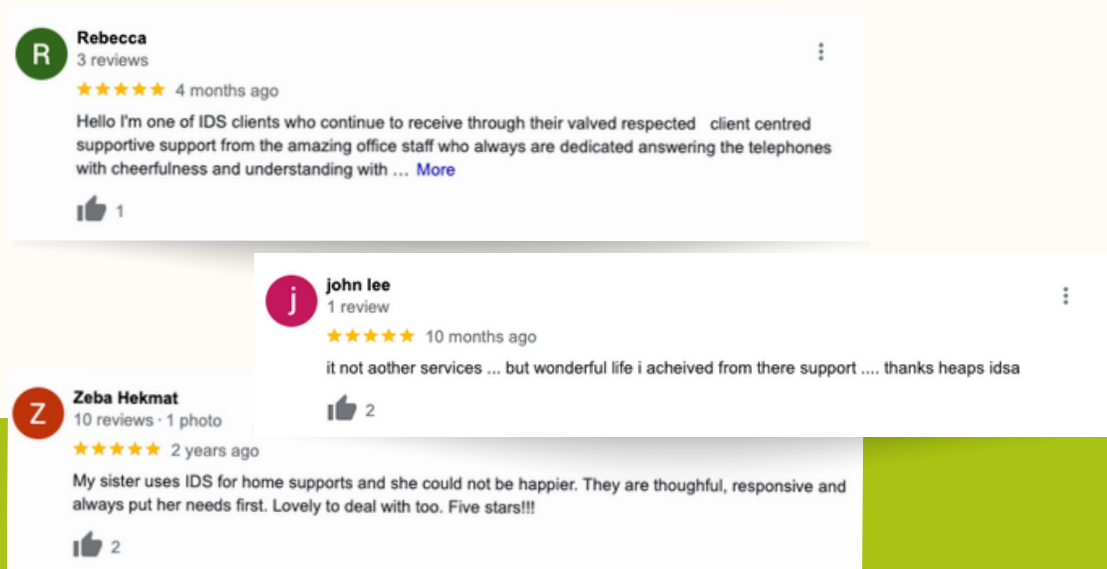 R
Rebecca
3 reviews
4 months ago
Hello I'm one of IDS clients who continue to receive through their valved respected client centred
supportive support from the amazing office staff who always are dedicated answering the telephones
with cheerfulness and understanding with ... More
1
j
john lee
1 review
10 months ago
it not aother services ... but wonderful life i acheived from there support .... thanks heaps idsa
2
Z
Zeba Hekmat
10 reviews · 1 photo
2 years ago
My sister uses IDS for home supports and she could not be happier. They are thoughful, responsive and
always put her needs first. Lovely to deal with too. Five stars!!!
2